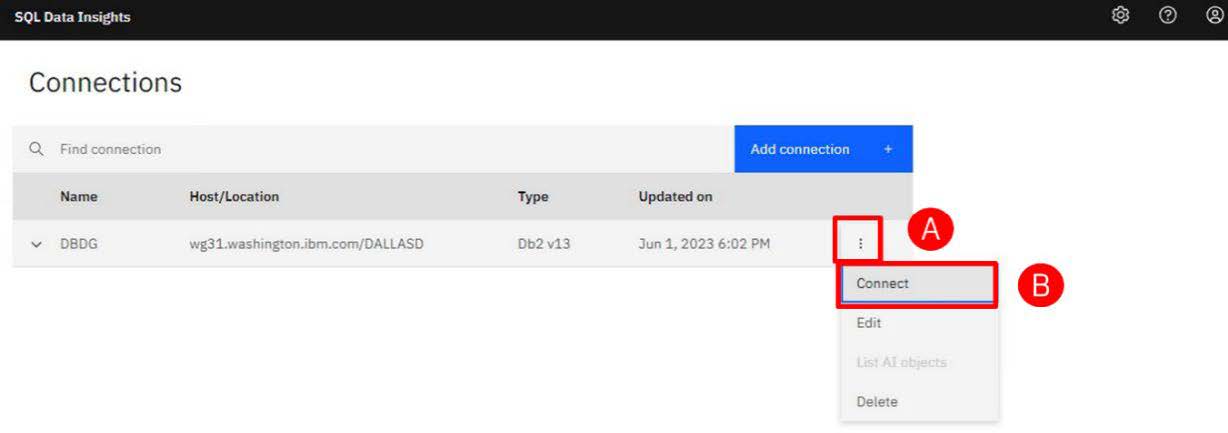 SQL Data Insights
Connections
Find connection
Add connection +
Name Host/Location Type Updated on
DBDG wg31.washington.ibm.com/DALLASD Db2 v13 Jun 1, 2023 6:02 PM
A
Connect
B
Edit
List AI objects
Delete